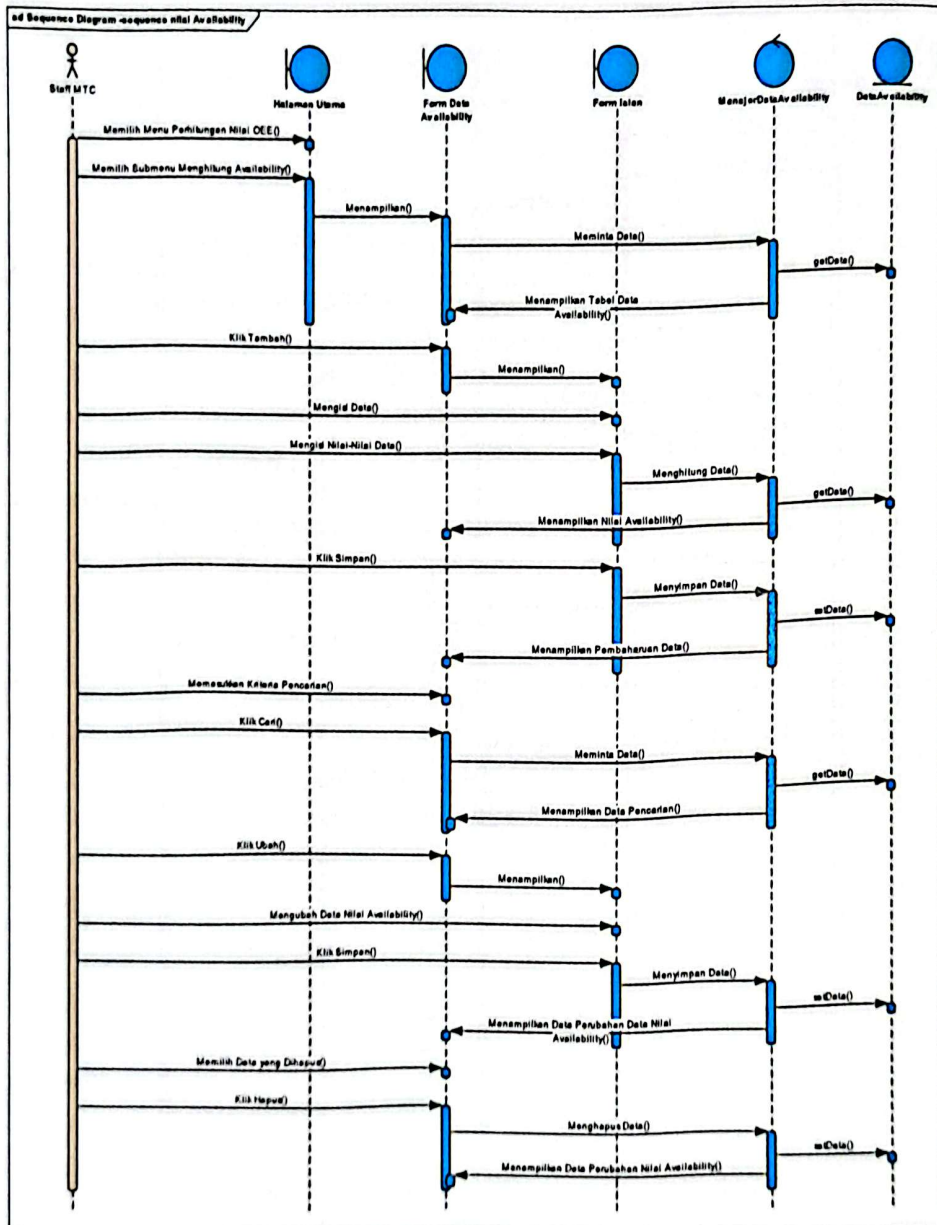 sd Sequence Diagram -sequence nilai Availability
Staff MTC
Halaman Utama
Form Data
Availability
Form Isian
ManajerDataAvailability
DataAvailability
Memilih Menu Perhitungan Nilai OEE()
Memilih Submenu Menghitung Availability()
Menampilkan()
Meminta Data()
getData()
Menampilkan Tabel Data
Availability()
Klik Tambah()
Menampilkan()
Mengisi Data()
Mengisi Nilai-Nilai Data()
Menghitung Data()
getData()
Menampilkan Nilai Availability()
Klik Simpan()
Menyimpan Data()
setData()
Menampilkan Pembaharuan Data()
Memasukkan Kriteria Pencarian()
Klik Cari()
Meminta Data()
getData()
Menampilkan Data Pencarian()
Klik Ubah()
Menampilkan()
Mengubah Data Nilai Availability()
Klik Simpan()
Menyimpan Data()
setData()
Menampilkan Data Perubahan Data Nilai
Availability()
Memilih Data yang Dihapus()
Klik Hapus()
Menghapus Data()
setData()
Menampilkan Data Perubahan Nilai Availability()